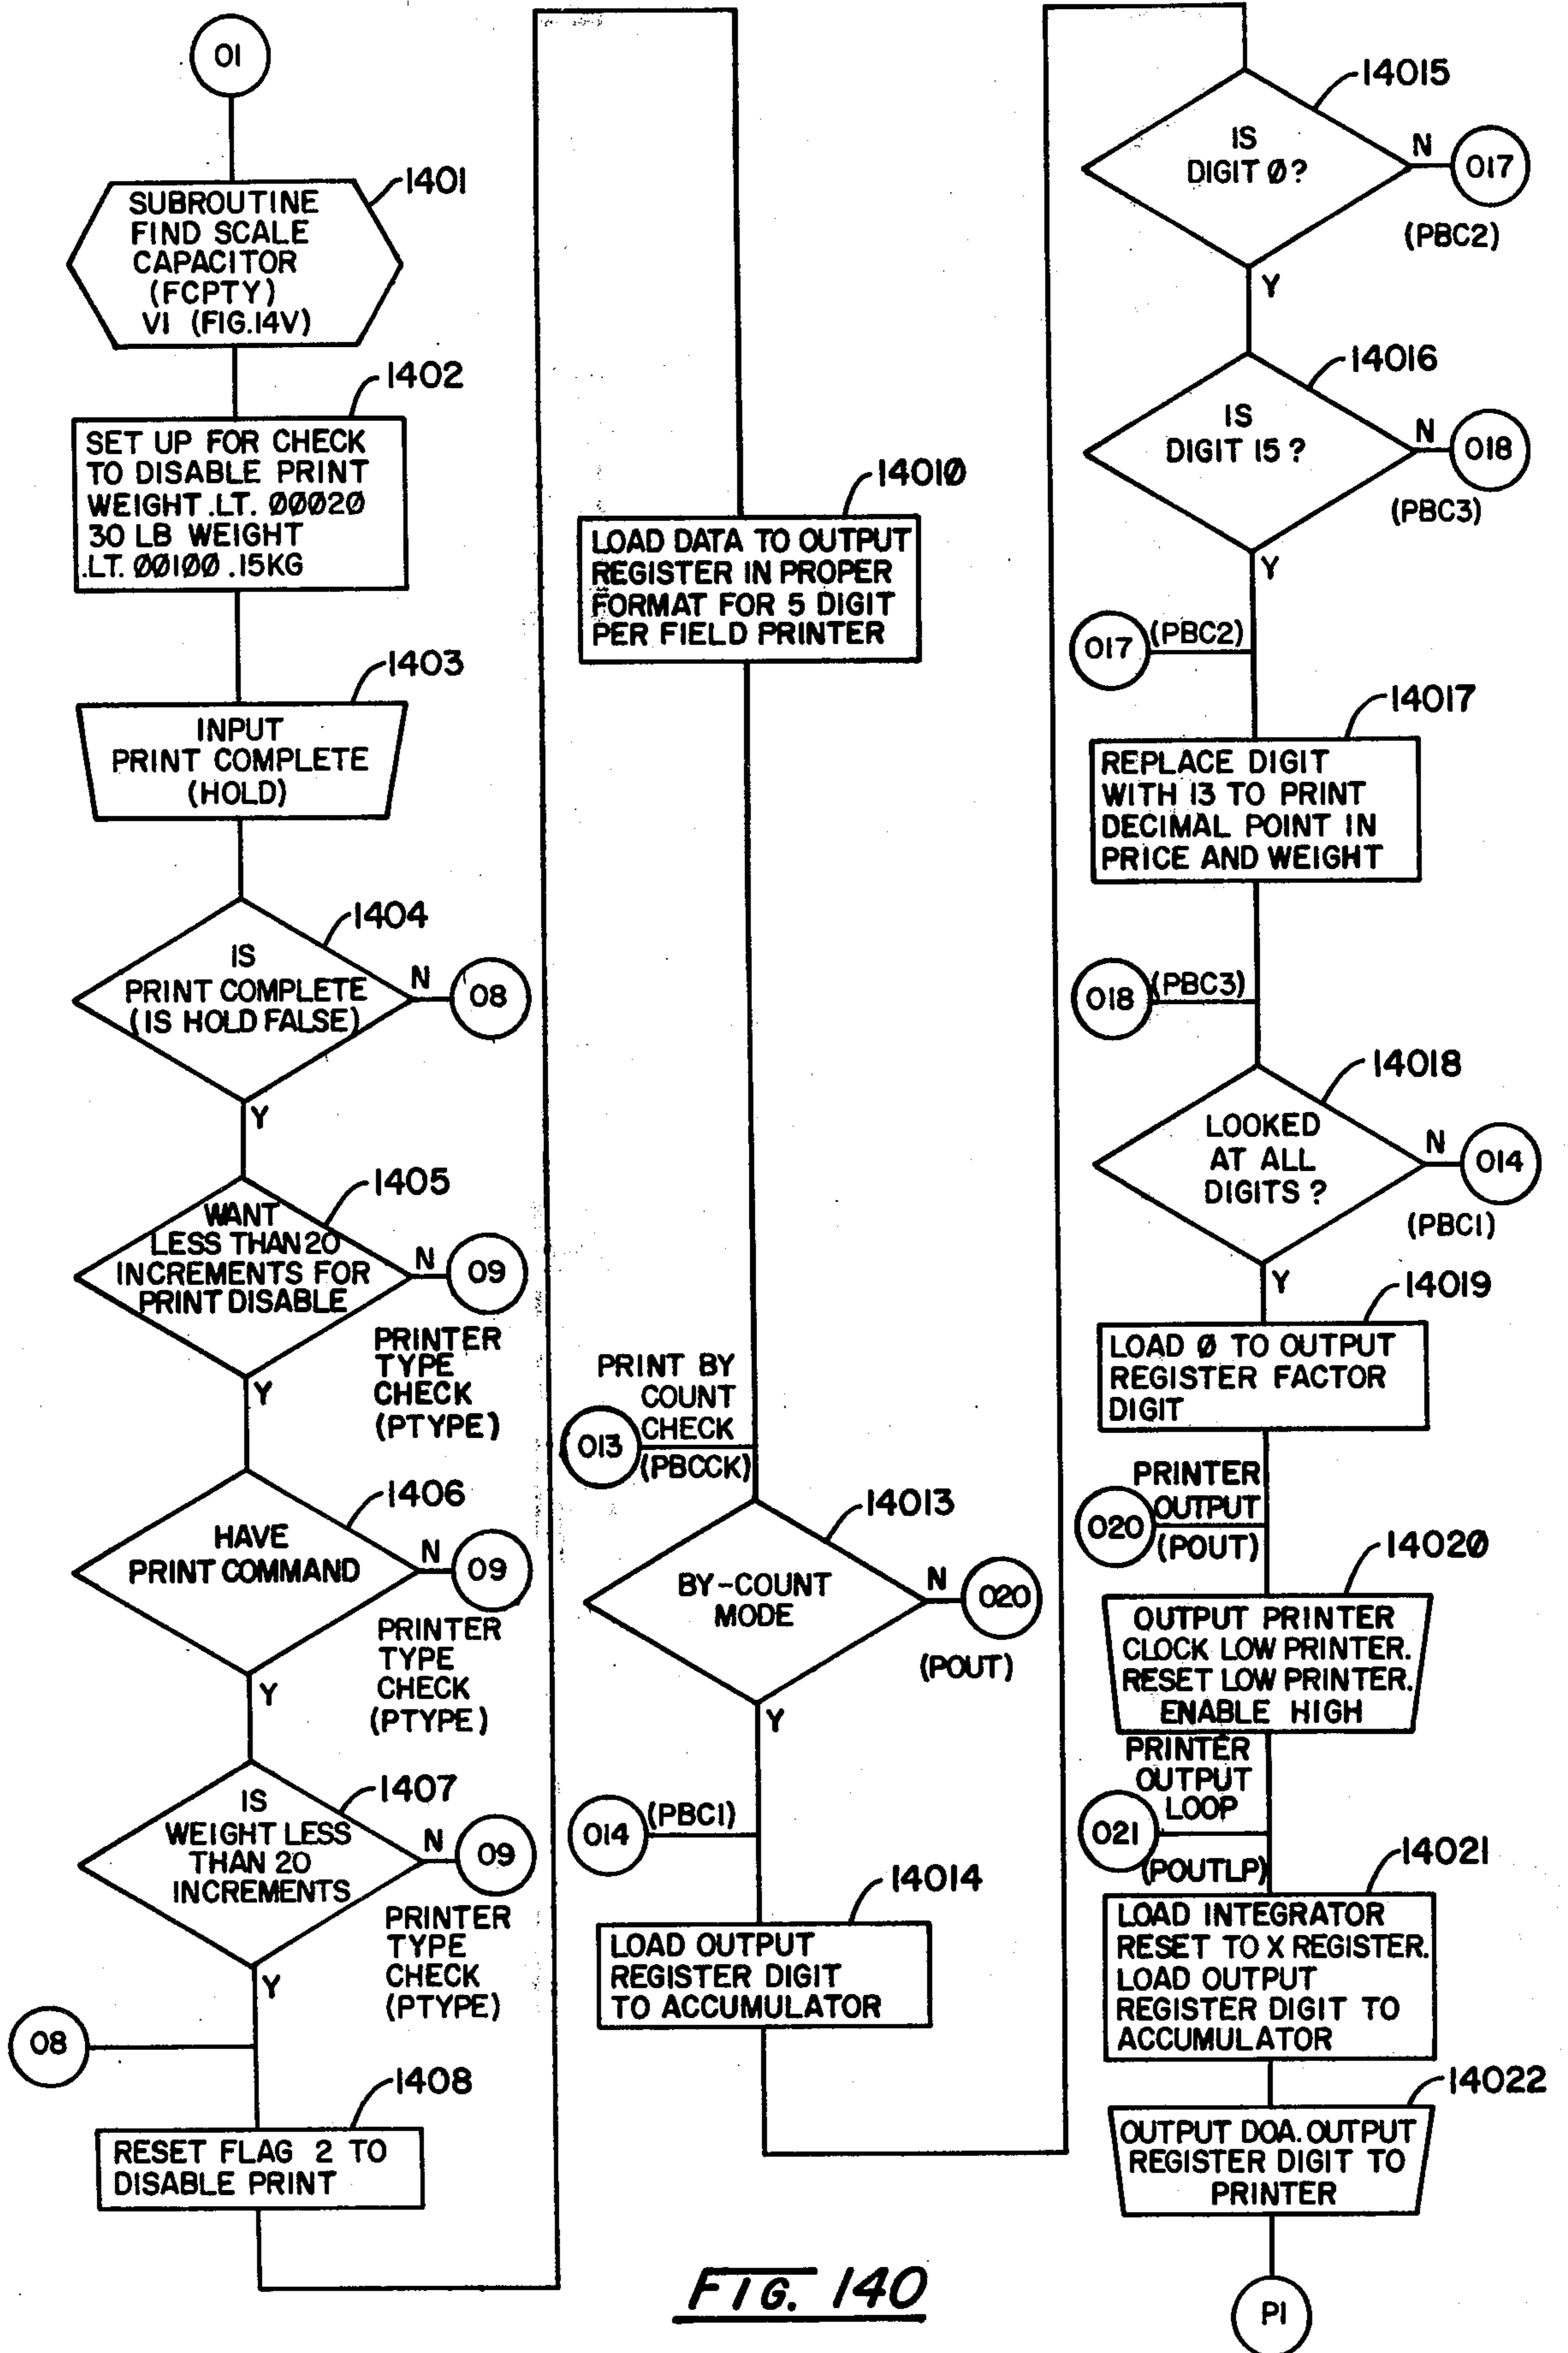 01
1401
SUBROUTINE
FIND SCALE
CAPACITOR
(FCPTY)
V1 (FIG.14V)
1402
SET UP FOR CHECK
TO DISABLE PRINT
WEIGHT .LT. ØØØ2Ø
30 LB WEIGHT
.LT. ØØ1ØØ .15KG
1403
INPUT
PRINT COMPLETE
(HOLD)
1404
IS
PRINT COMPLETE
(IS HOLD FALSE)
N
08
Y
1405
WANT
LESS THAN 20
INCREMENTS FOR
PRINT DISABLE
N
09
PRINTER
TYPE
CHECK
(PTYPE)
Y
1406
HAVE
PRINT COMMAND
N
09
PRINTER
TYPE
CHECK
(PTYPE)
Y
1407
IS
WEIGHT LESS
THAN 20
INCREMENTS
N
09
PRINTER
TYPE
CHECK
(PTYPE)
Y
08
1408
RESET FLAG 2 TO
DISABLE PRINT
14010
LOAD DATA TO OUTPUT
REGISTER IN PROPER
FORMAT FOR 5 DIGIT
PER FIELD PRINTER
PRINT BY
COUNT
CHECK
013
(PBCCK)
14013
BY-COUNT
MODE
N
020
(POUT)
Y
014
(PBC1)
14014
LOAD OUTPUT
REGISTER DIGIT
TO ACCUMULATOR
14015
IS
DIGIT Ø?
N
017
(PBC2)
Y
14016
IS
DIGIT 15 ?
N
018
(PBC3)
Y
017
(PBC2)
14017
REPLACE DIGIT
WITH 13 TO PRINT
DECIMAL POINT IN
PRICE AND WEIGHT
018
(PBC3)
14018
LOOKED
AT ALL
DIGITS ?
N
014
(PBC1)
Y
14019
LOAD Ø TO OUTPUT
REGISTER FACTOR
DIGIT
PRINTER
OUTPUT
020
(POUT)
14020
OUTPUT PRINTER
CLOCK LOW PRINTER.
RESET LOW PRINTER.
ENABLE HIGH
PRINTER
OUTPUT
LOOP
021
(POUTLP)
14021
LOAD INTEGRATOR
RESET TO X REGISTER.
LOAD OUTPUT
REGISTER DIGIT TO
ACCUMULATOR
14022
OUTPUT DOA. OUTPUT
REGISTER DIGIT TO
PRINTER
P1
FIG. 140